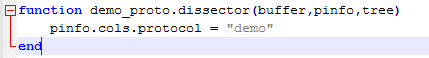 function demo_proto.dissector(buffer,pinfo,tree)
    pinfo.cols.protocol = "demo"
end